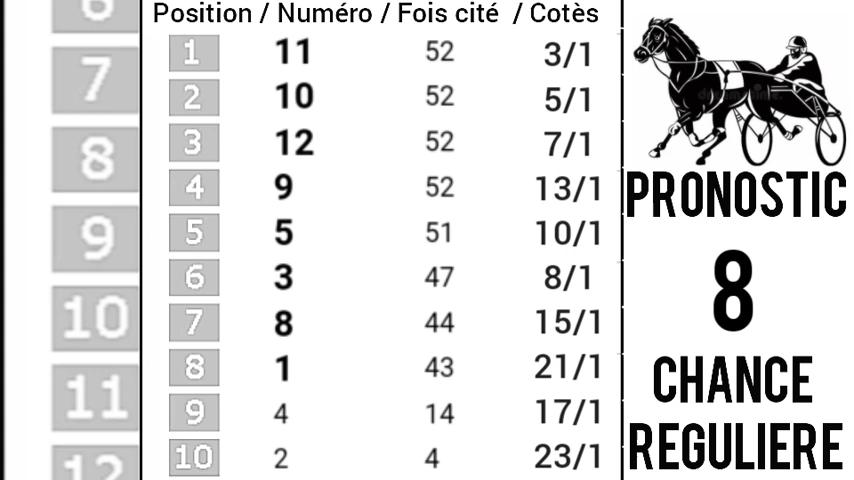 6
7
8
9
10
11
12
Position / Numéro / Fois cité / Cotès
1 11 52 3/1
2 10 52 5/1
3 12 52 7/1
4 9 52 13/1
5 5 51 10/1
6 3 47 8/1
7 8 44 15/1
8 1 43 21/1
9 4 14 17/1
10 2 4 23/1
PRONOSTIC
8
CHANCE
REGULIERE